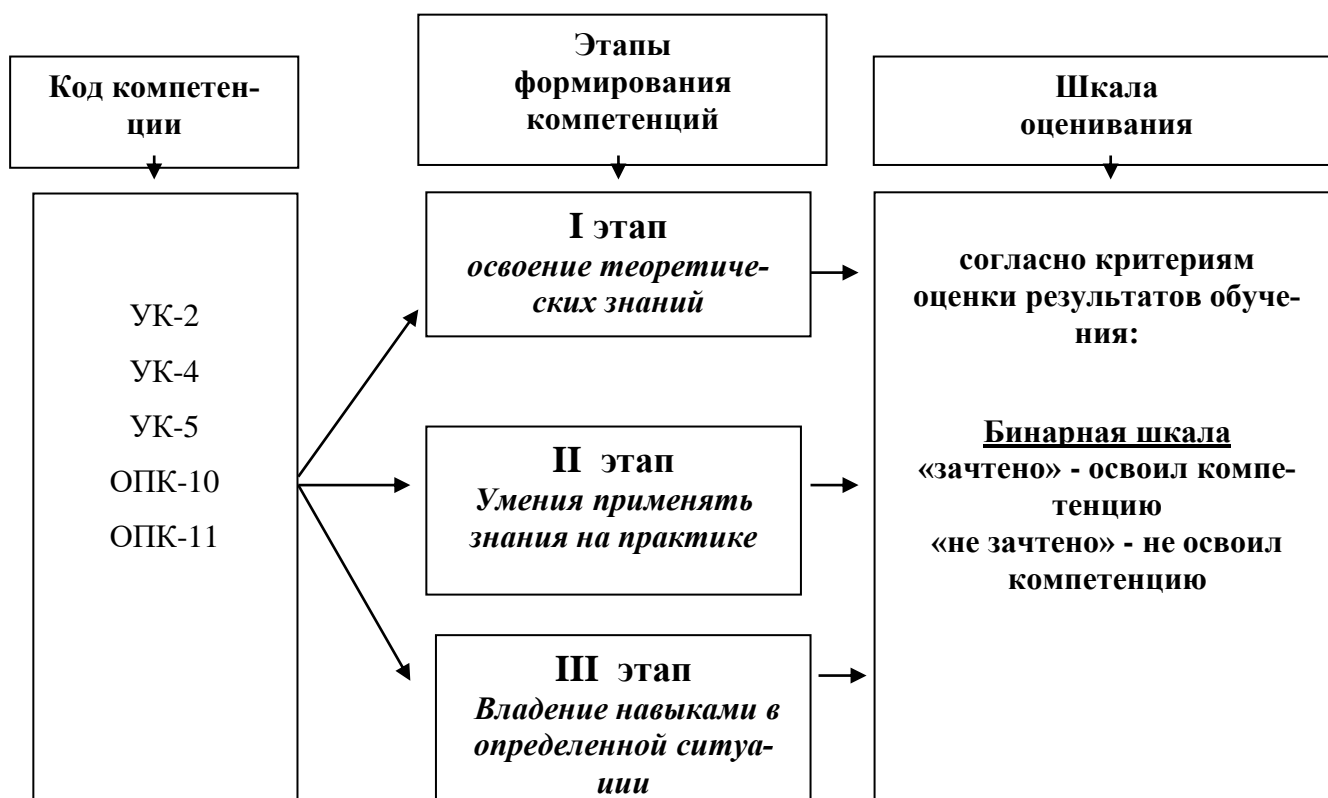 Код компетен-
ции
Этапы
формирования
компетенций
Шкала
оценивания
УК-2
УК-4
УК-5
ОПК-10
ОПК-11
I этап
освоение теоретиче-
ских знаний
II этап
Умения применять
знания на практике
III этап
Владение навыками в
определенной ситуа-
ции
согласно критериям
оценки результатов обуче-
ния:
Бинарная шкала
«зачтено» - освоил компе-
тенцию
«не зачтено» - не освоил
компетенцию